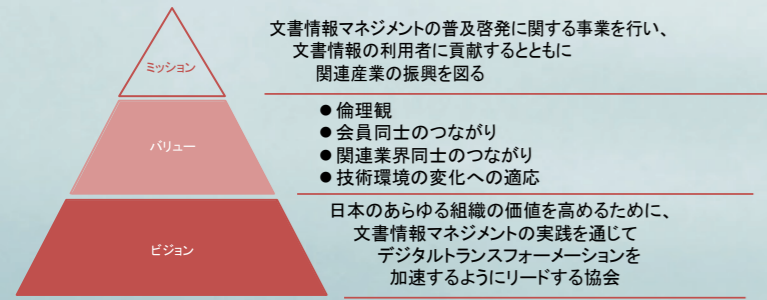 ミッション
文書情報マネジメントの普及啓発に関する事業を行い、
文書情報の利用者に貢献するとともに
関連産業の振興を図る
バリュー
●倫理観
●会員同士のつながり
●関連業界同士のつながり
●技術環境の変化への適応
ビジョン
日本のあらゆる組織の価値を高めるために、
文書情報マネジメントの実践を通じて
デジタルトランスフォーメーションを
加速するようにリードする協会